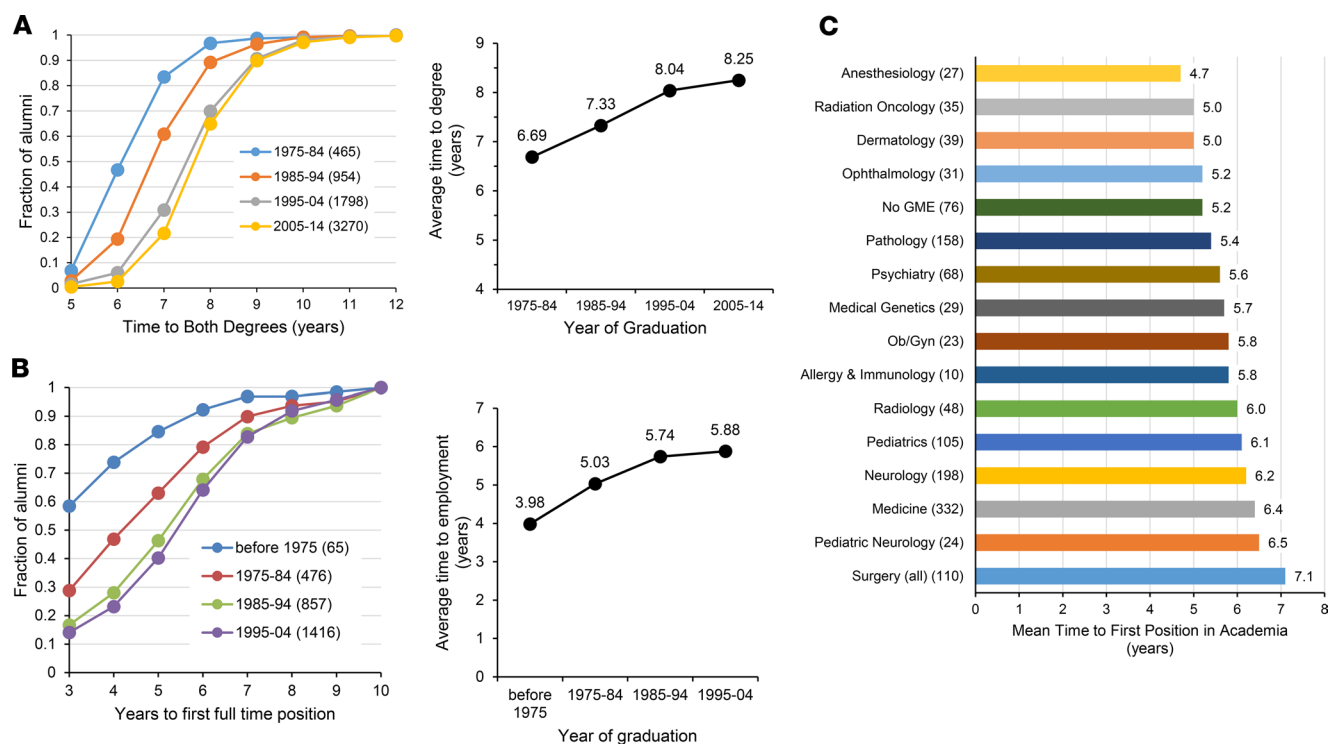 A
Fraction of alumni
1
0.9
0.8
0.7
0.6
0.5
0.4
0.3
0.2
0.1
0
1975-84 (465)
1985-94 (954)
1995-04 (1798)
2005-14 (3270)
5 6 7 8 9 10 11 12
Time to Both Degrees (years)
Average time to degree
(years)
9
8
7
6
5
4
6.69
7.33
8.04
8.25
1975-84 1985-94 1995-04 2005-14
Year of Graduation
B
Fraction of alumni
1
0.9
0.8
0.7
0.6
0.5
0.4
0.3
0.2
0.1
0
before 1975 (65)
1975-84 (476)
1985-94 (857)
1995-04 (1416)
3 4 5 6 7 8 9 10
Years to first full time position
Average time to employment
(years)
7
6
5
4
3
2
1
0
3.98
5.03
5.74
5.88
before 1975-84 1985-94 1995-04
1975
Year of graduation
C
Anesthesiology (27) 4.7
Radiation Oncology (35) 5.0
Dermatology (39) 5.0
Ophthalmology (31) 5.2
No GME (76) 5.2
Pathology (158) 5.4
Psychiatry (68) 5.6
Medical Genetics (29) 5.7
Ob/Gyn (23) 5.8
Allergy & Immunology (10) 5.8
Radiology (48) 6.0
Pediatrics (105) 6.1
Neurology (198) 6.2
Medicine (332) 6.4
Pediatric Neurology (24) 6.5
Surgery (all) (110) 7.1
0 1 2 3 4 5 6 7 8
Mean Time to First Position in Academia
(years)